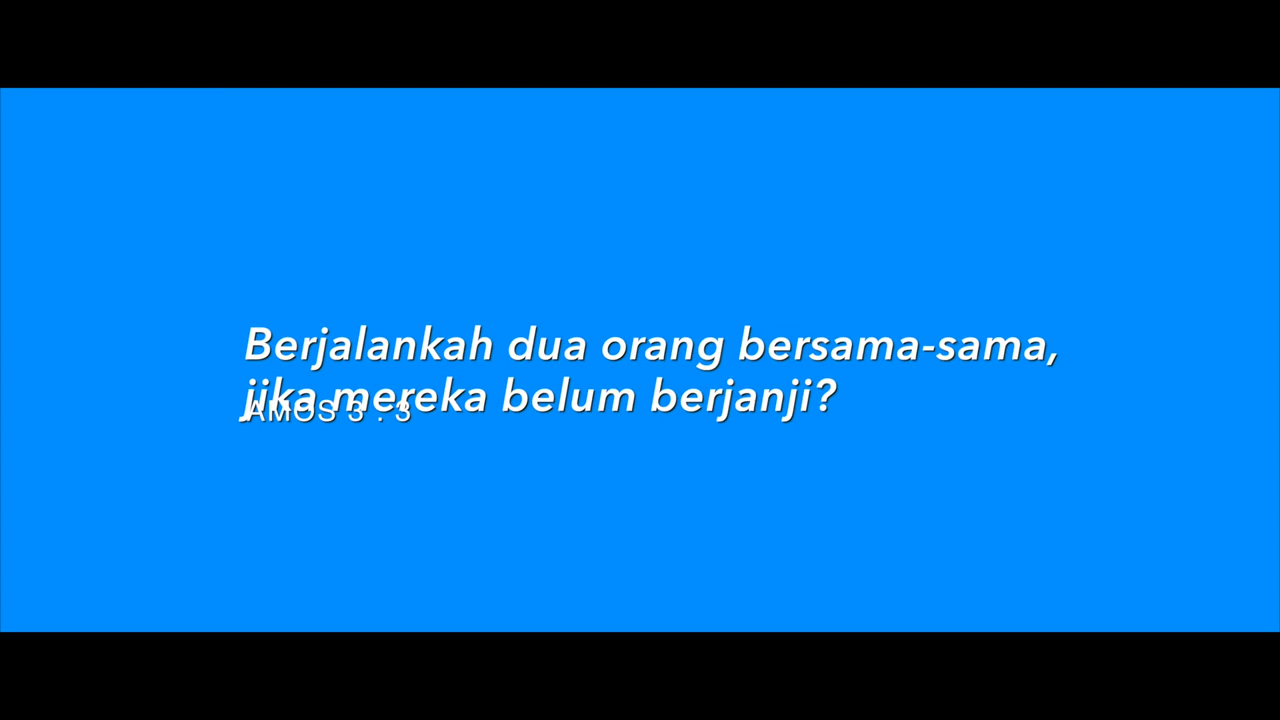 Berjalankah dua orang bersama-sama,
jika mereka belum berjanji?
AMOS 3 : 3